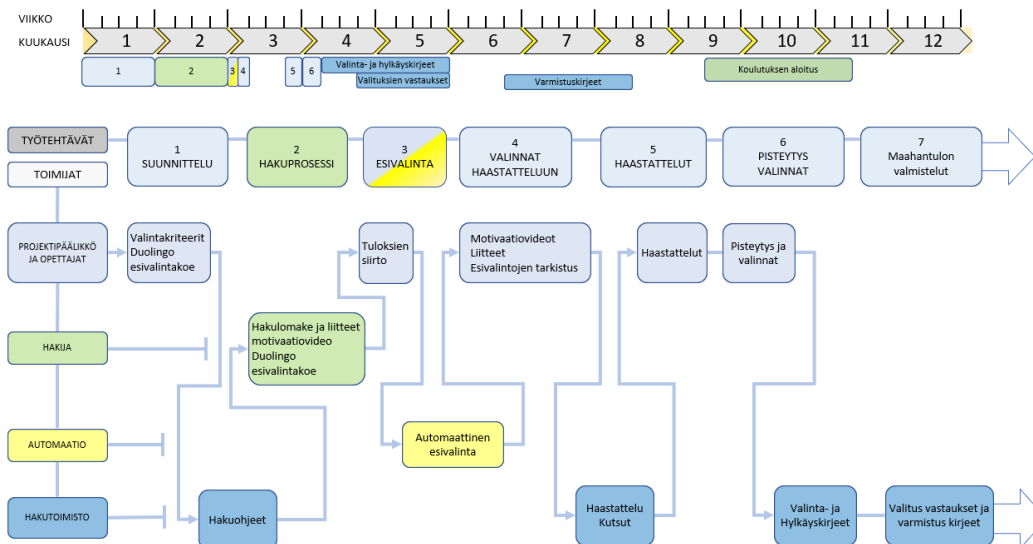 VIIKKO
KUUKAUSI
1 2 3 4 5 6 7 8 9 10 11 12
1 2 3 4 5 6
Valinta- ja hylkäyskirjeet
Valituksien vastaukset
Varmistuskirjeet
Koulutuksen aloitus
TYÖTEHTÄVÄT
TOIMIJAT
1
SUUNNITTELU
2
HAKUPROSESSI
3
ESIVALINTA
4
VALINNAT
HAASTATTELUUN
5
HAASTATTELUT
6
PISTEYTYS
VALINNAT
7
Maahantulon
valmistelut
PROJEKTIPÄÄLIKKÖ
JA OPETTAJAT
Valintakriteerit
Duolingo
esivalintakoe
Tuloksien
siirto
Motivaatiovideot
Liitteet
Esivalintojen tarkistus
Haastattelut
Pisteytys ja
valinnat
HAKIJA
Hakulomake ja liitteet
motivaatiovideo
Duolingo
esivalintakoe
AUTOMAATIO
Automaattinen
esivalinta
HAKUTOIMISTO
Hakuohjeet
Haastattelu
Kutsut
Valinta- ja
Hylkäyskirjeet
Valitus vastaukset ja
varmistus kirjeet